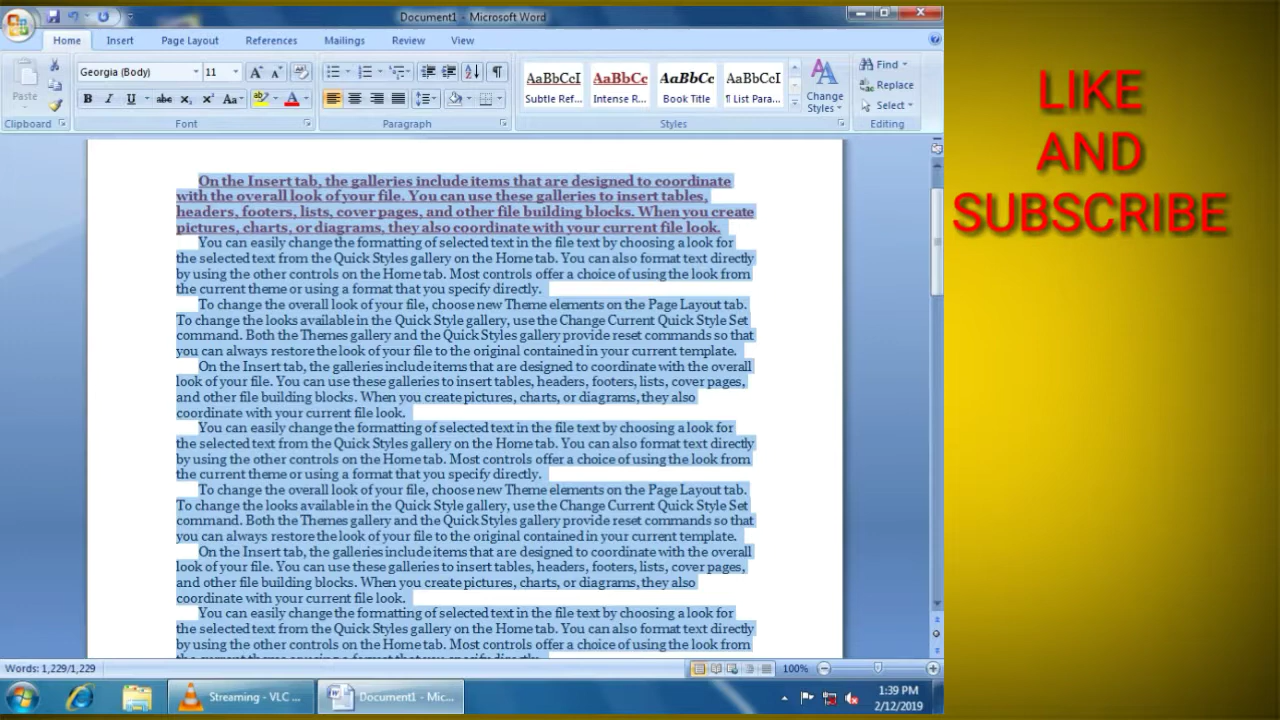 Document1 - Microsoft Word
Home Insert Page Layout References Mailings Review View
Paste
Georgia (Body) 11
B I U abc X₂ X² Aa
AaBbCcI AaBbCc AaBbCc AaBbCcI
Subtle Ref... Intense R... Book Title ¶ List Para...
Change Styles
Find
Replace
Select
Clipboard Font Paragraph Styles Editing
On the Insert tab, the galleries include items that are designed to coordinate
with the overall look of your file. You can use these galleries to insert tables,
headers, footers, lists, cover pages, and other file building blocks. When you create
pictures, charts, or diagrams, they also coordinate with your current file look.
You can easily change the formatting of selected text in the file text by choosing a look for
the selected text from the Quick Styles gallery on the Home tab. You can also format text directly
by using the other controls on the Home tab. Most controls offer a choice of using the look from
the current theme or using a format that you specify directly.
To change the overall look of your file, choose new Theme elements on the Page Layout tab.
To change the looks available in the Quick Style gallery, use the Change Current Quick Style Set
command. Both the Themes gallery and the Quick Styles gallery provide reset commands so that
you can always restore the look of your file to the original contained in your current template.
On the Insert tab, the galleries include items that are designed to coordinate with the overall
look of your file. You can use these galleries to insert tables, headers, footers, lists, cover pages,
and other file building blocks. When you create pictures, charts, or diagrams, they also
coordinate with your current file look.
You can easily change the formatting of selected text in the file text by choosing a look for
the selected text from the Quick Styles gallery on the Home tab. You can also format text directly
by using the other controls on the Home tab. Most controls offer a choice of using the look from
the current theme or using a format that you specify directly.
To change the overall look of your file, choose new Theme elements on the Page Layout tab.
To change the looks available in the Quick Style gallery, use the Change Current Quick Style Set
command. Both the Themes gallery and the Quick Styles gallery provide reset commands so that
you can always restore the look of your file to the original contained in your current template.
On the Insert tab, the galleries include items that are designed to coordinate with the overall
look of your file. You can use these galleries to insert tables, headers, footers, lists, cover pages,
and other file building blocks. When you create pictures, charts, or diagrams, they also
coordinate with your current file look.
You can easily change the formatting of selected text in the file text by choosing a look for
the selected text from the Quick Styles gallery on the Home tab. You can also format text directly
by using the other controls on the Home tab. Most controls offer a choice of using the look from
Words: 1,229/1,229
100%
Streaming - VLC ...
Document1 - Mic...
1:39 PM
2/12/2019
LIKE
AND
SUBSCRIBE